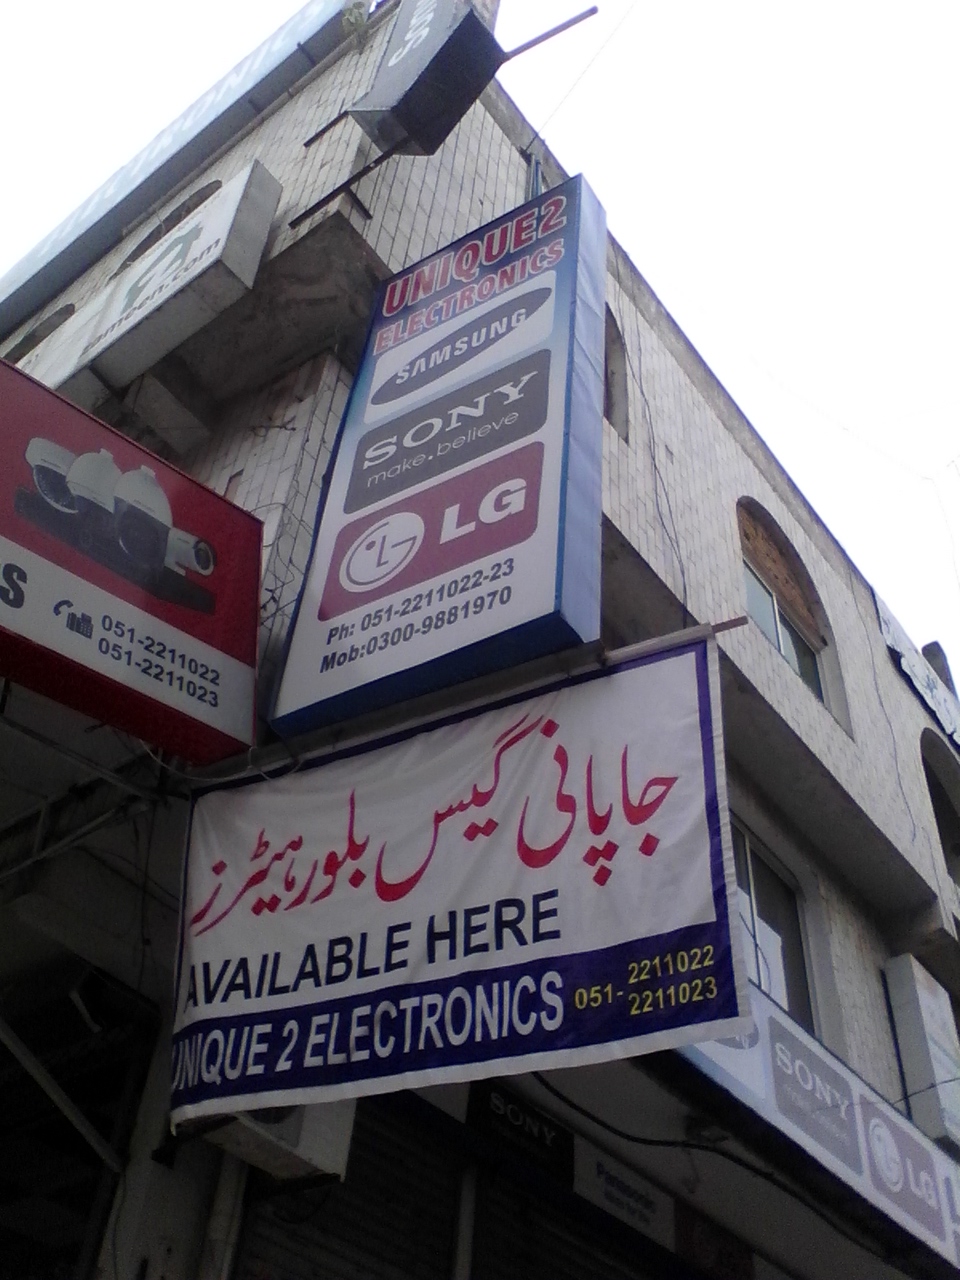 UNIQUE2
ELECTRONICS
SAMSUNG
SONY
make.believe
LG
Ph: 051-2211022-23
Mob:0300-9881970
051-2211022
051-2211023
جاپانی گیس بلور ہیٹرز
AVAILABLE HERE
UNIQUE 2 ELECTRONICS 051- 2211022
2211023
SONY
LG
SONY
Panasonic